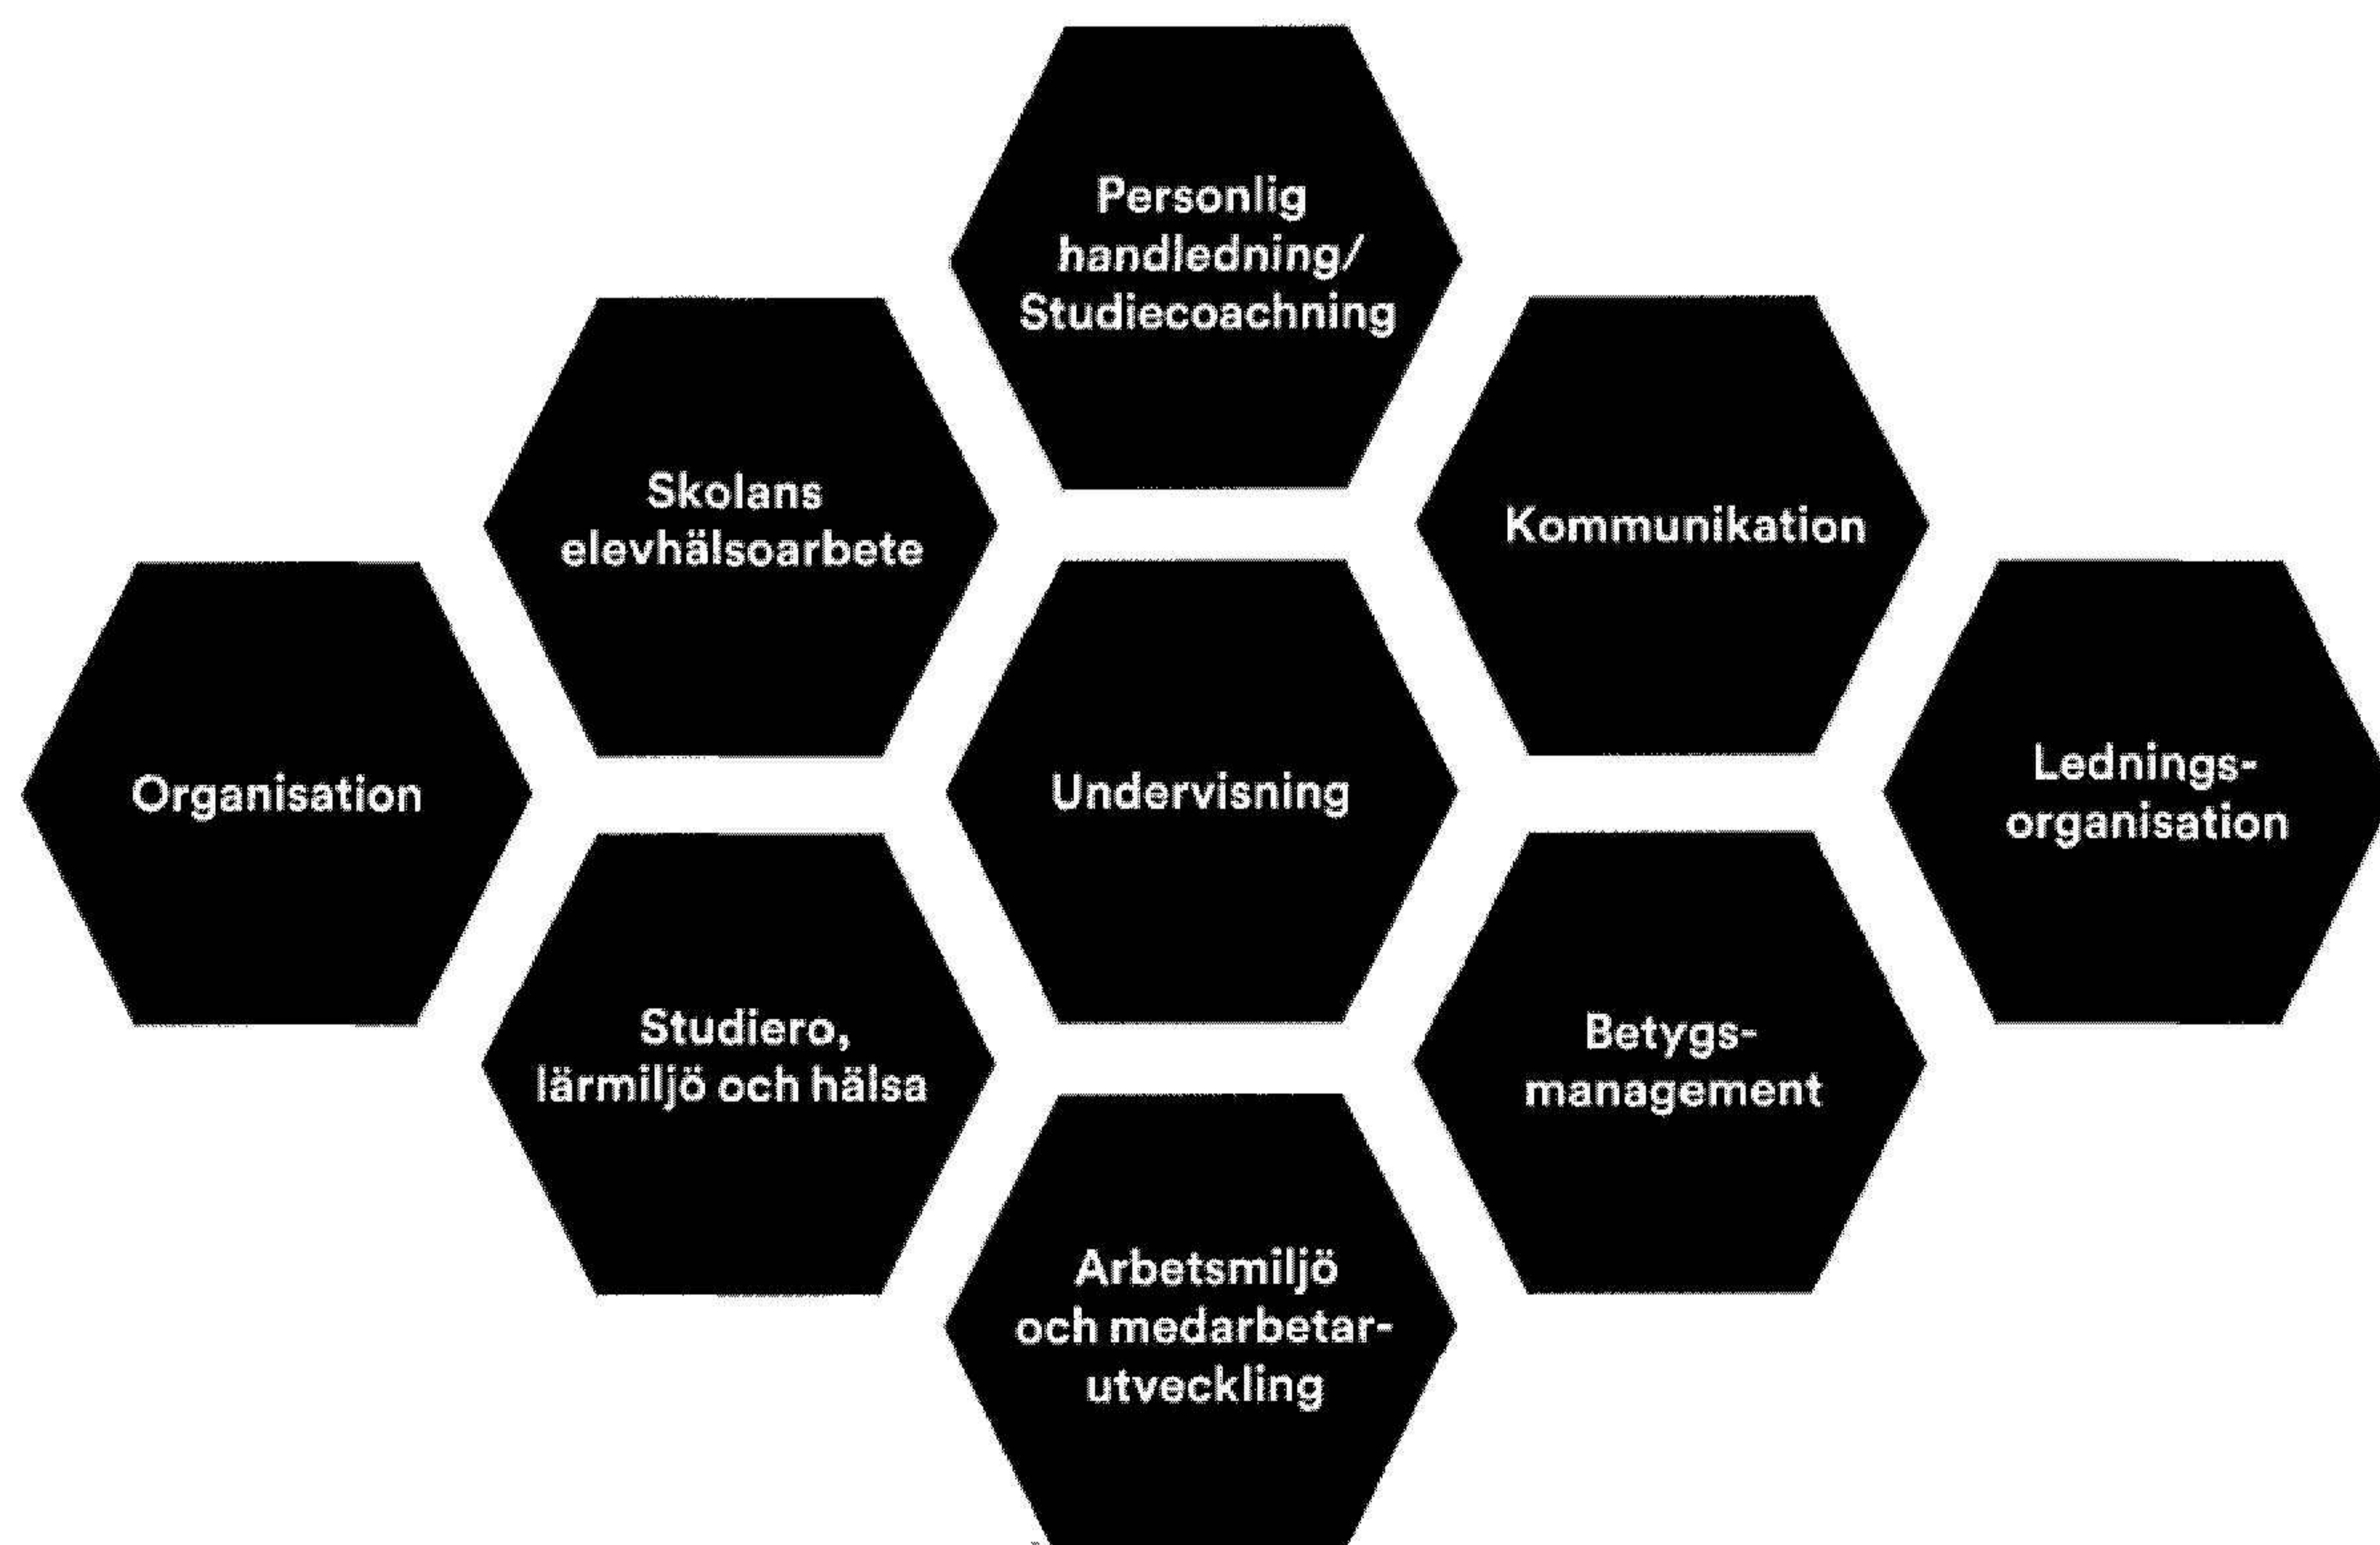 Personlig
handledning/
Studiecoachning
Skolans
elevhälsoarbete
Kommunikation
Organisation
Undervisning
Lednings-
organisation
Studiero,
lärmiljö och hälsa
Betygs-
management
Arbetsmiljö
och medarbetar-
utveckling